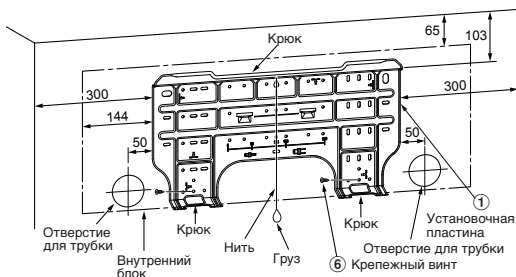 65
103
Крюк
300
300
144
50
50
①
Установочная
пластина
Отверстие
для трубки
Внутренний
блок
Крюк
Нить
Груз
⑥ Крепежный винт
Крюк
Отверстие
для трубки